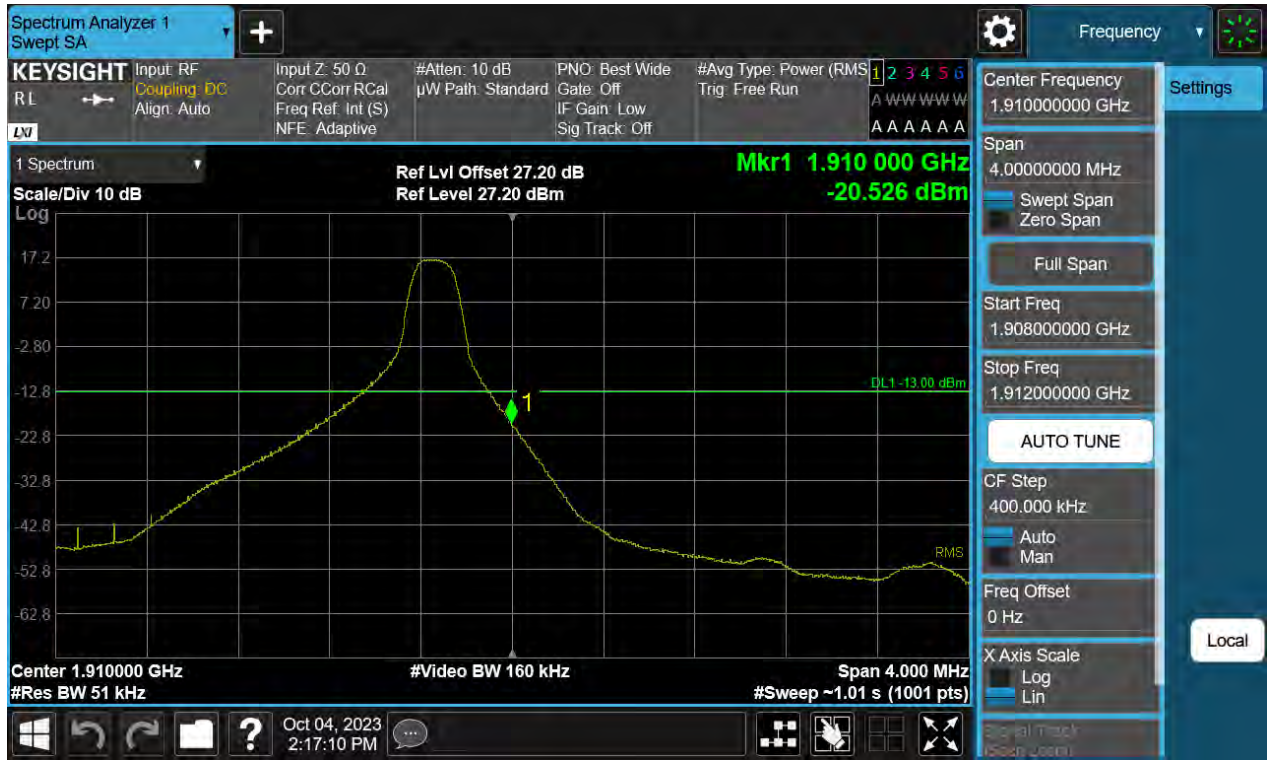 Spectrum Analyzer 1
Swept SA
Frequency
KEYSIGHT
RL
LXI
Input: RF
Coupling: DC
Align: Auto
Input Z: 50 Ω
Corr CCorr RCal
Freq Ref: Int (S)
NFE: Adaptive
#Atten: 10 dB
µW Path: Standard
PNO: Best Wide
Gate: Off
IF Gain: Low
Sig Track: Off
#Avg Type: Power (RMS
Trig: Free Run
1 2 3 4 5 6
A WW WW W
A A A A A A
1 Spectrum
Scale/Div 10 dB
Ref Lvl Offset 27.20 dB
Ref Level 27.20 dBm
Mkr1 1.910 000 GHz
-20.526 dBm
Log
17.2
7.20
-2.80
-12.8
-22.8
-32.8
-42.8
-52.8
-62.8
DL1 -13.00 dBm
1
RMS
Center 1.910000 GHz
#Res BW 51 kHz
#Video BW 160 kHz
Span 4.000 MHz
#Sweep ~1.01 s (1001 pts)
Center Frequency
1.910000000 GHz
Span
4.00000000 MHz
Swept Span
Zero Span
Full Span
Start Freq
1.908000000 GHz
Stop Freq
1.912000000 GHz
AUTO TUNE
CF Step
400.000 kHz
Auto
Man
Freq Offset
0 Hz
X Axis Scale
Log
Lin
Signal Track
(Span Zoom)
Settings
Local
?
Oct 04, 2023
2:17:10 PM